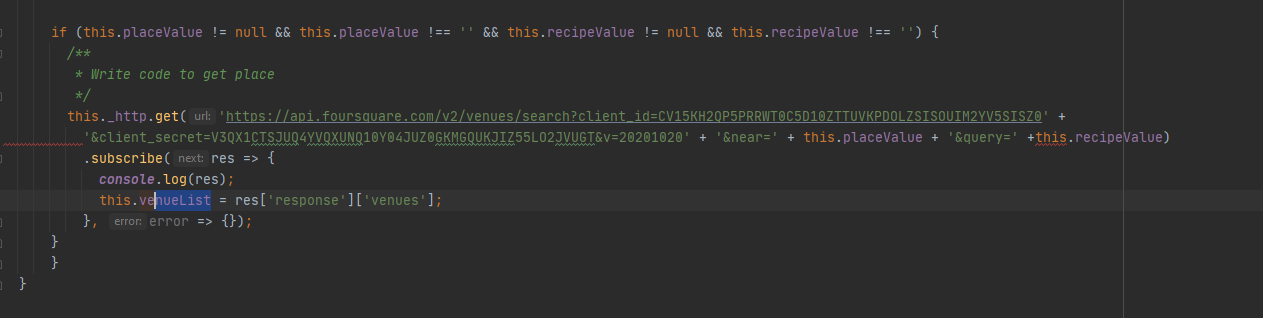 if (this.placeValue != null && this.placeValue !== '' && this.recipeValue != null && this.recipeValue !== '') {
/**
* Write code to get place
*/
this._http.get( url: 'https://api.foursquare.com/v2/venues/search?client_id=CV15KH2QP5PRRWT0C5D10ZTTUVKPDOLZSISOUIM2YV5SISZ0' +
'&client_secret=V3QX1CTSJUQ4YVQXUNQ10Y04JUZ0GKMGQUKJIZ55LO2JVUGT&v=20201020' + '&near=' + this.placeValue + '&query=' +this.recipeValue)
.subscribe( next: res => {
console.log(res);
this.venueList = res['response']['venues'];
}, error: error => {});
}
}
}